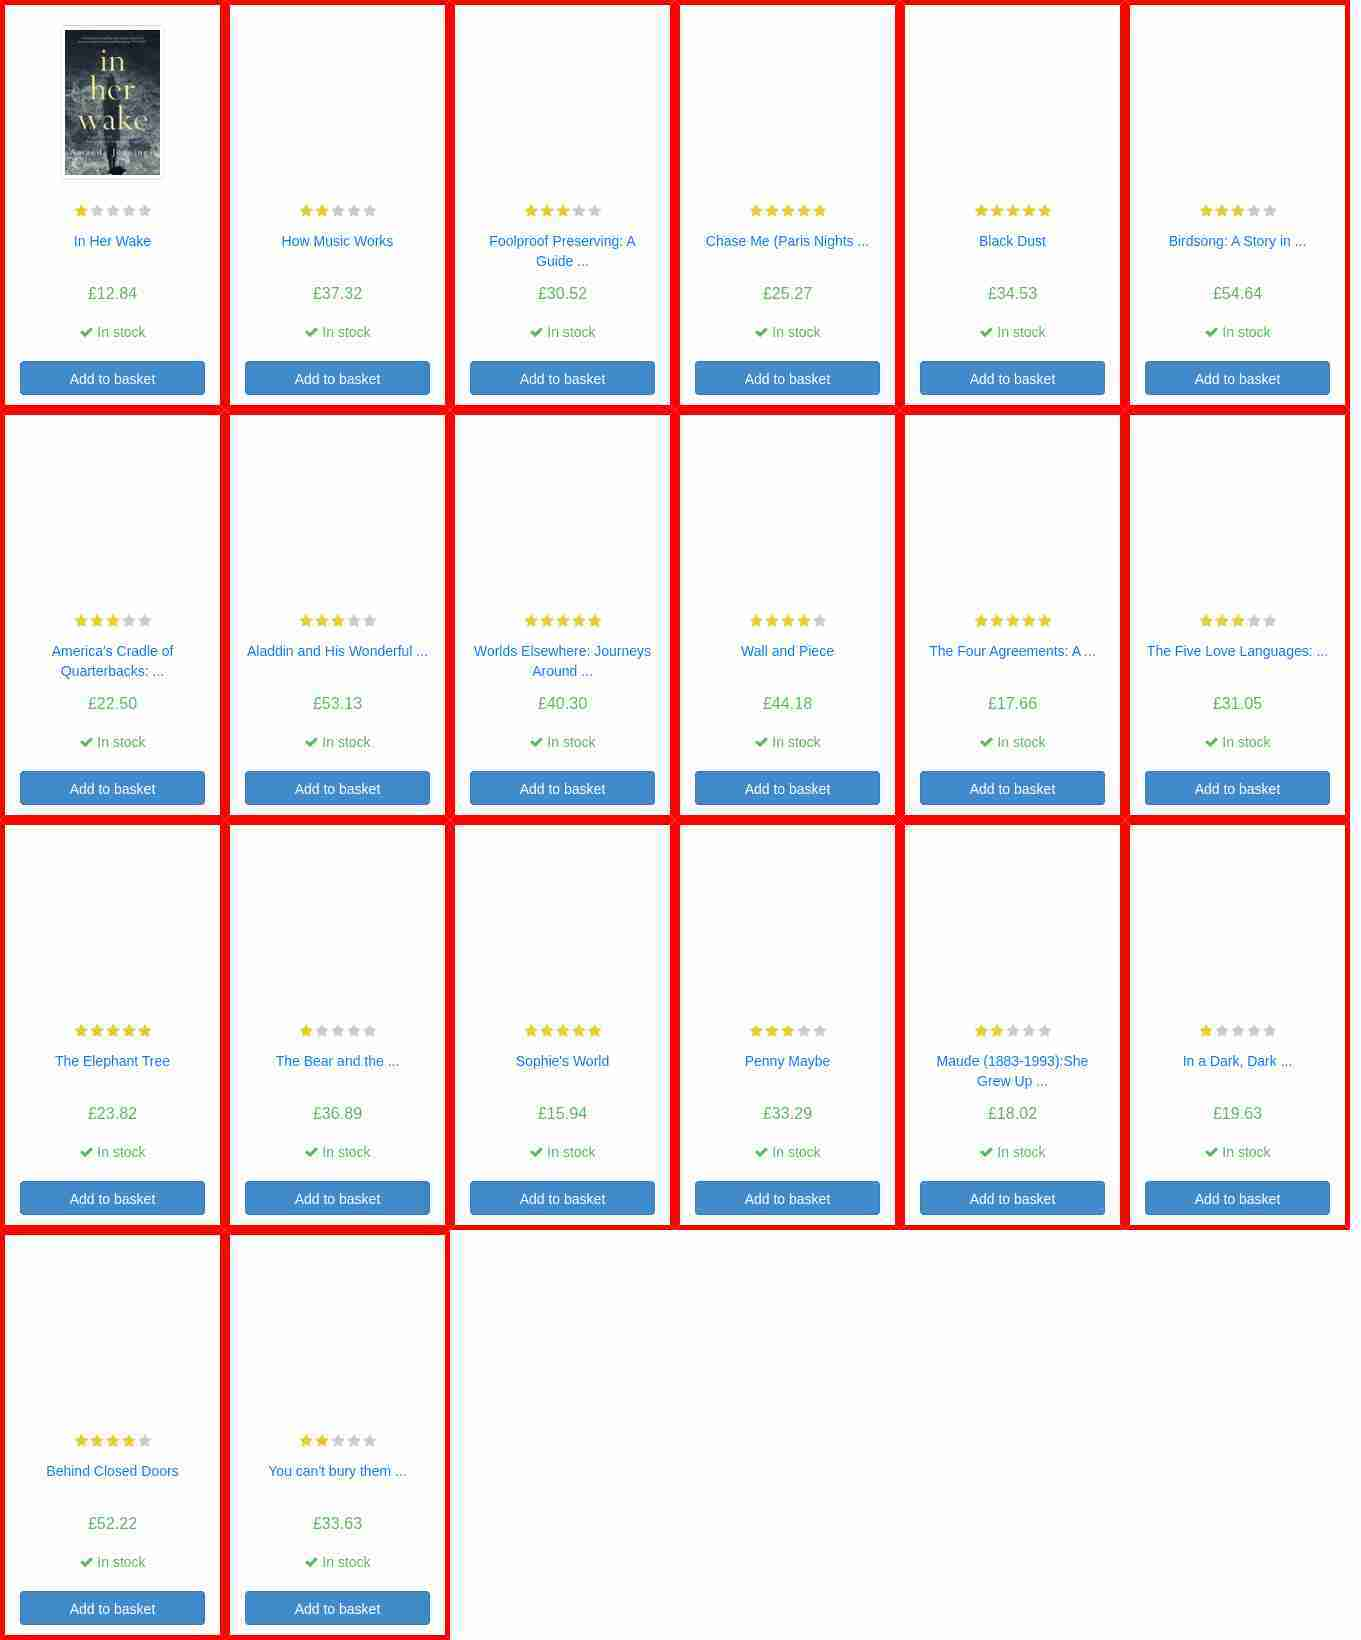 in
her
wake
In Her Wake
£12.84
In stock
Add to basket
How Music Works
£37.32
In stock
Add to basket
Foolproof Preserving: A
Guide ...
£30.52
In stock
Add to basket
Chase Me (Paris Nights ...
£25.27
In stock
Add to basket
Black Dust
£34.53
In stock
Add to basket
Birdsong: A Story in ...
£54.64
In stock
Add to basket
America's Cradle of
Quarterbacks: ...
£22.50
In stock
Add to basket
Aladdin and His Wonderful ...
£53.13
In stock
Add to basket
Worlds Elsewhere: Journeys
Around ...
£40.30
In stock
Add to basket
Wall and Piece
£44.18
In stock
Add to basket
The Four Agreements: A ...
£17.66
In stock
Add to basket
The Five Love Languages: ...
£31.05
In stock
Add to basket
The Elephant Tree
£23.82
In stock
Add to basket
The Bear and the ...
£36.89
In stock
Add to basket
Sophie's World
£15.94
In stock
Add to basket
Penny Maybe
£33.29
In stock
Add to basket
Maude (1883-1993):She
Grew Up ...
£18.02
In stock
Add to basket
In a Dark, Dark ...
£19.63
In stock
Add to basket
Behind Closed Doors
£52.22
In stock
Add to basket
You can't bury them ...
£33.63
In stock
Add to basket